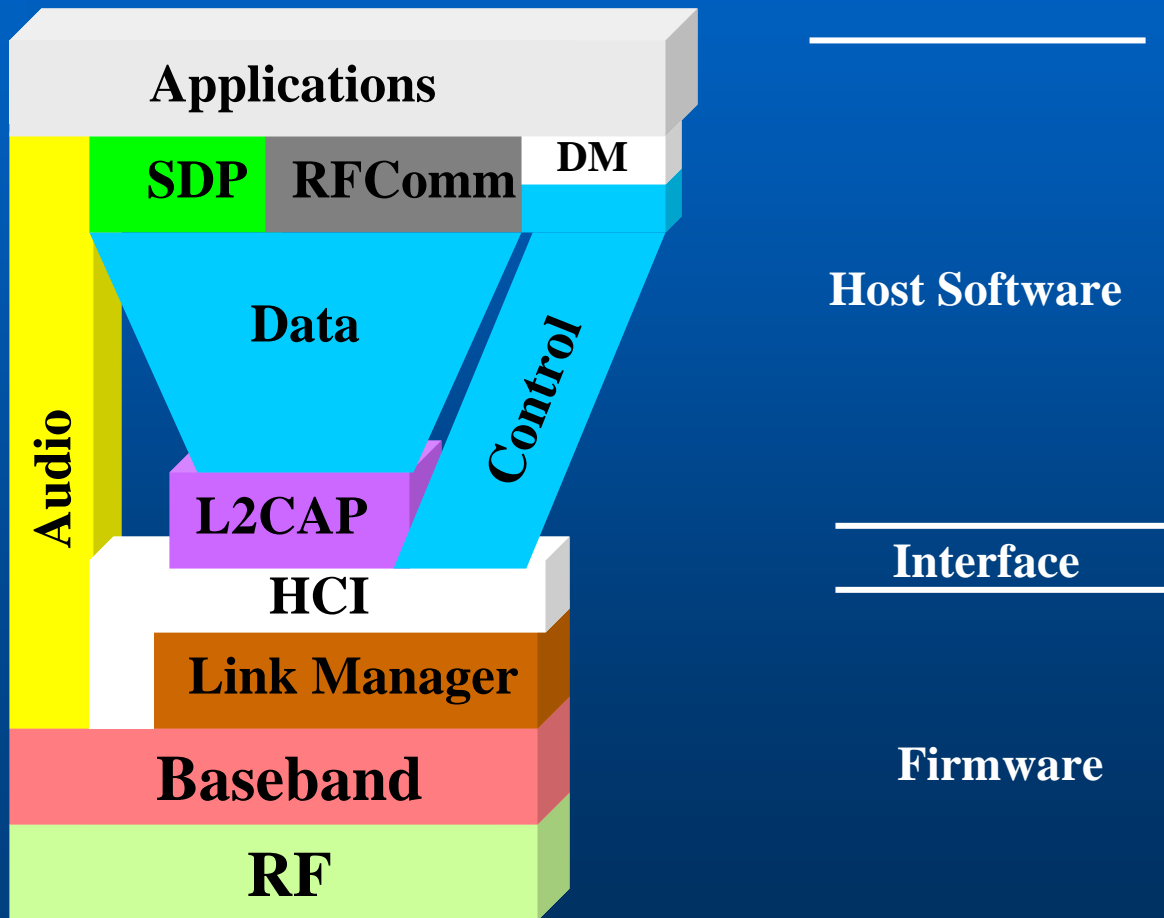 Applications
SDP
RFComm
DM
Host Software
Data
Control
Audio
L2CAP
Interface
HCI
Link Manager
Firmware
Baseband
RF